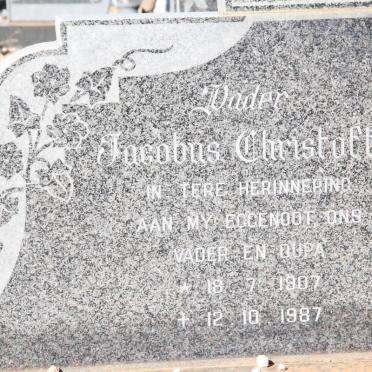 Vader
Jacobus Christoff
IN TERE HERINNERING
AAN MY EGGENOOT, ONS
VADER EN OUPA
* 18. 7. 1907
+ 12. 10. 1987